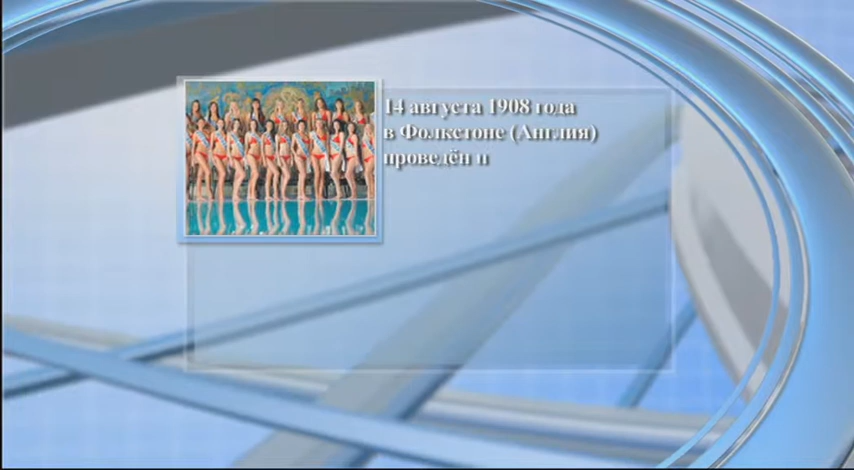 14 августа 1908 года
в Фолкстоне (Англия)
проведён п